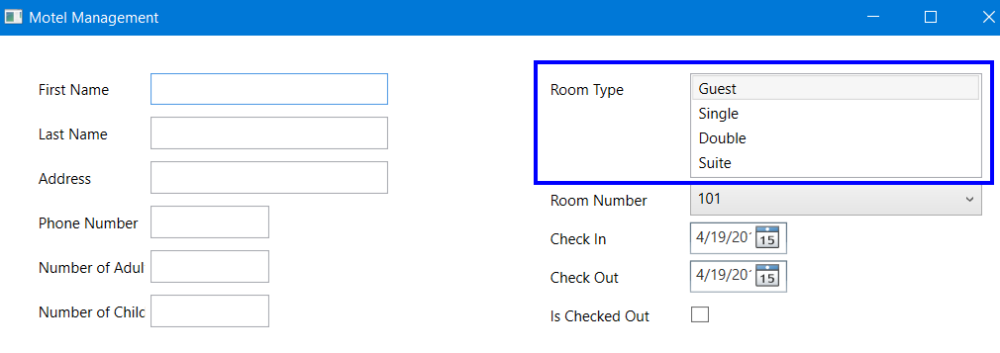 Motel Management
First Name
Last Name
Address
Phone Number
Number of Adul
Number of Chilc
Room Type
Guest
Single
Double
Suite
Room Number
101
Check In
4/19/20
15
Check Out
4/19/20
15
Is Checked Out